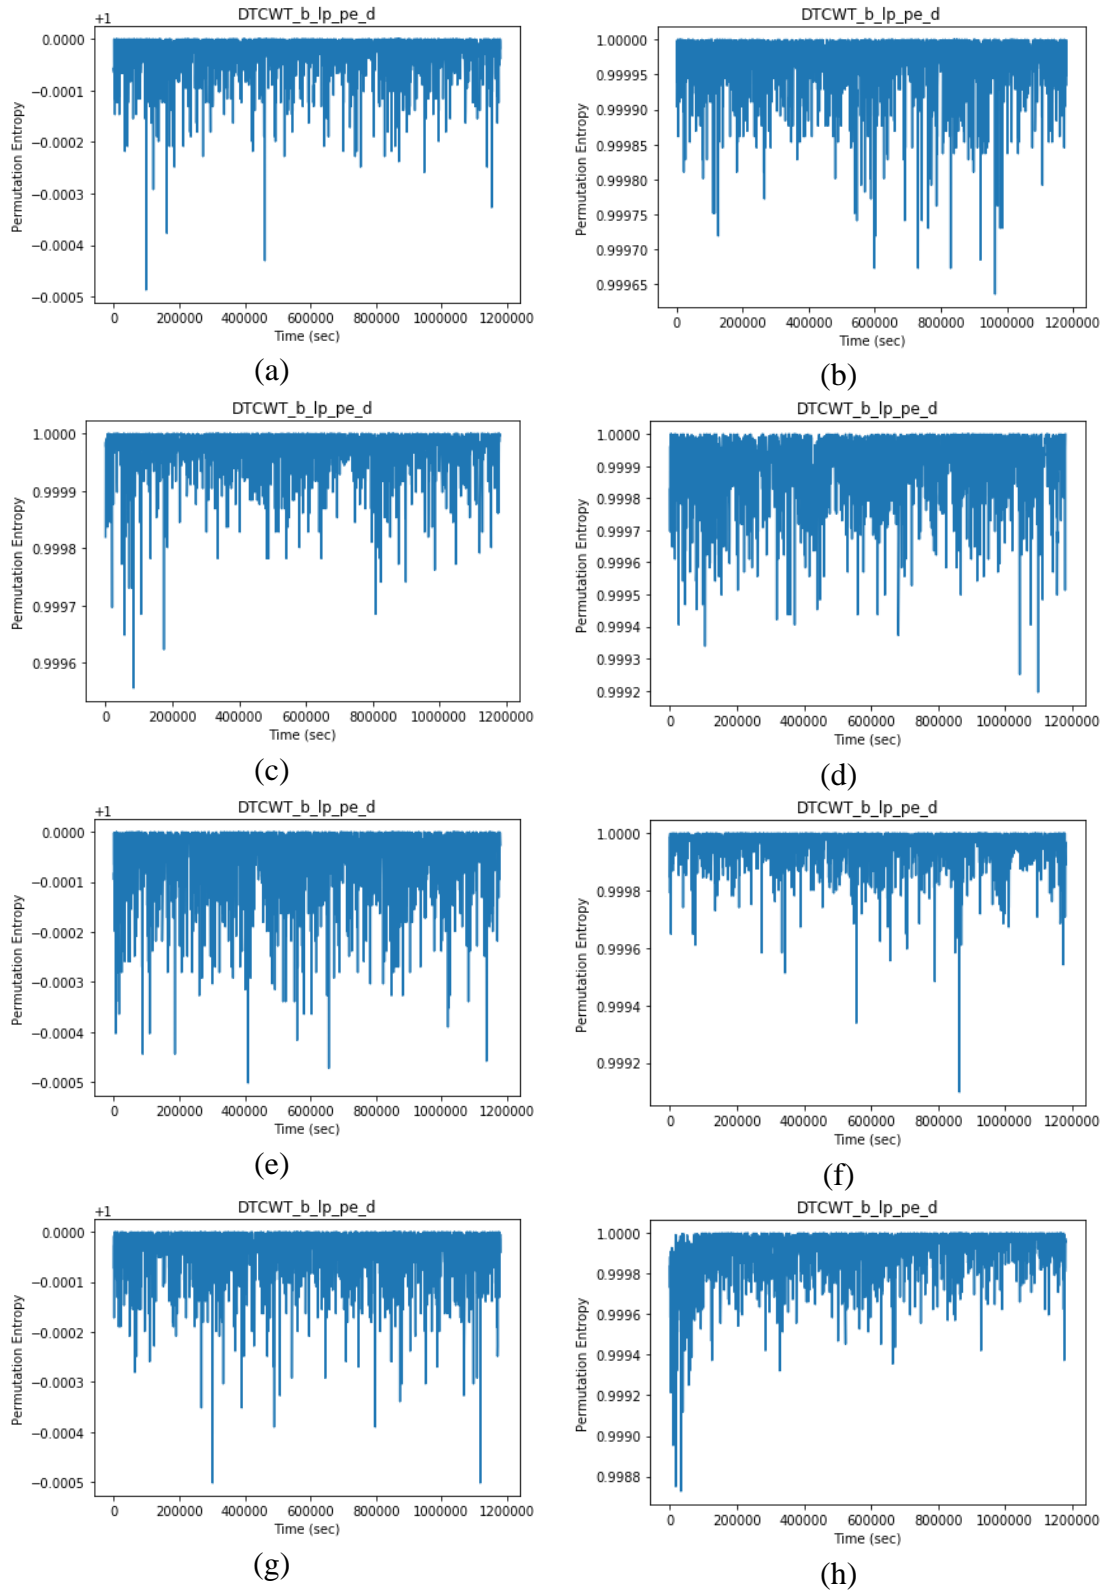 DTCWT_b_lp_pe_d
+1
0.0000
−0.0001
−0.0002
−0.0003
−0.0004
−0.0005
Permutation Entropy
0 200000 400000 600000 800000 1000000 1200000
Time (sec)
(a)
DTCWT_b_lp_pe_d
1.00000
0.99995
0.99990
0.99985
0.99980
0.99975
0.99970
0.99965
Permutation Entropy
0 200000 400000 600000 800000 1000000 1200000
Time (sec)
(b)
DTCWT_b_lp_pe_d
1.0000
0.9999
0.9998
0.9997
0.9996
Permutation Entropy
0 200000 400000 600000 800000 1000000 1200000
Time (sec)
(c)
DTCWT_b_lp_pe_d
1.0000
0.9999
0.9998
0.9997
0.9996
0.9995
0.9994
0.9993
0.9992
Permutation Entropy
0 200000 400000 600000 800000 1000000 1200000
Time (sec)
(d)
DTCWT_b_lp_pe_d
+1
0.0000
−0.0001
−0.0002
−0.0003
−0.0004
−0.0005
Permutation Entropy
0 200000 400000 600000 800000 1000000 1200000
Time (sec)
(e)
DTCWT_b_lp_pe_d
1.0000
0.9998
0.9996
0.9994
0.9992
Permutation Entropy
0 200000 400000 600000 800000 1000000 1200000
Time (sec)
(f)
DTCWT_b_lp_pe_d
+1
0.0000
−0.0001
−0.0002
−0.0003
−0.0004
−0.0005
Permutation Entropy
0 200000 400000 600000 800000 1000000 1200000
Time (sec)
(g)
DTCWT_b_lp_pe_d
1.0000
0.9998
0.9996
0.9994
0.9992
0.9990
0.9988
Permutation Entropy
0 200000 400000 600000 800000 1000000 1200000
Time (sec)
(h)